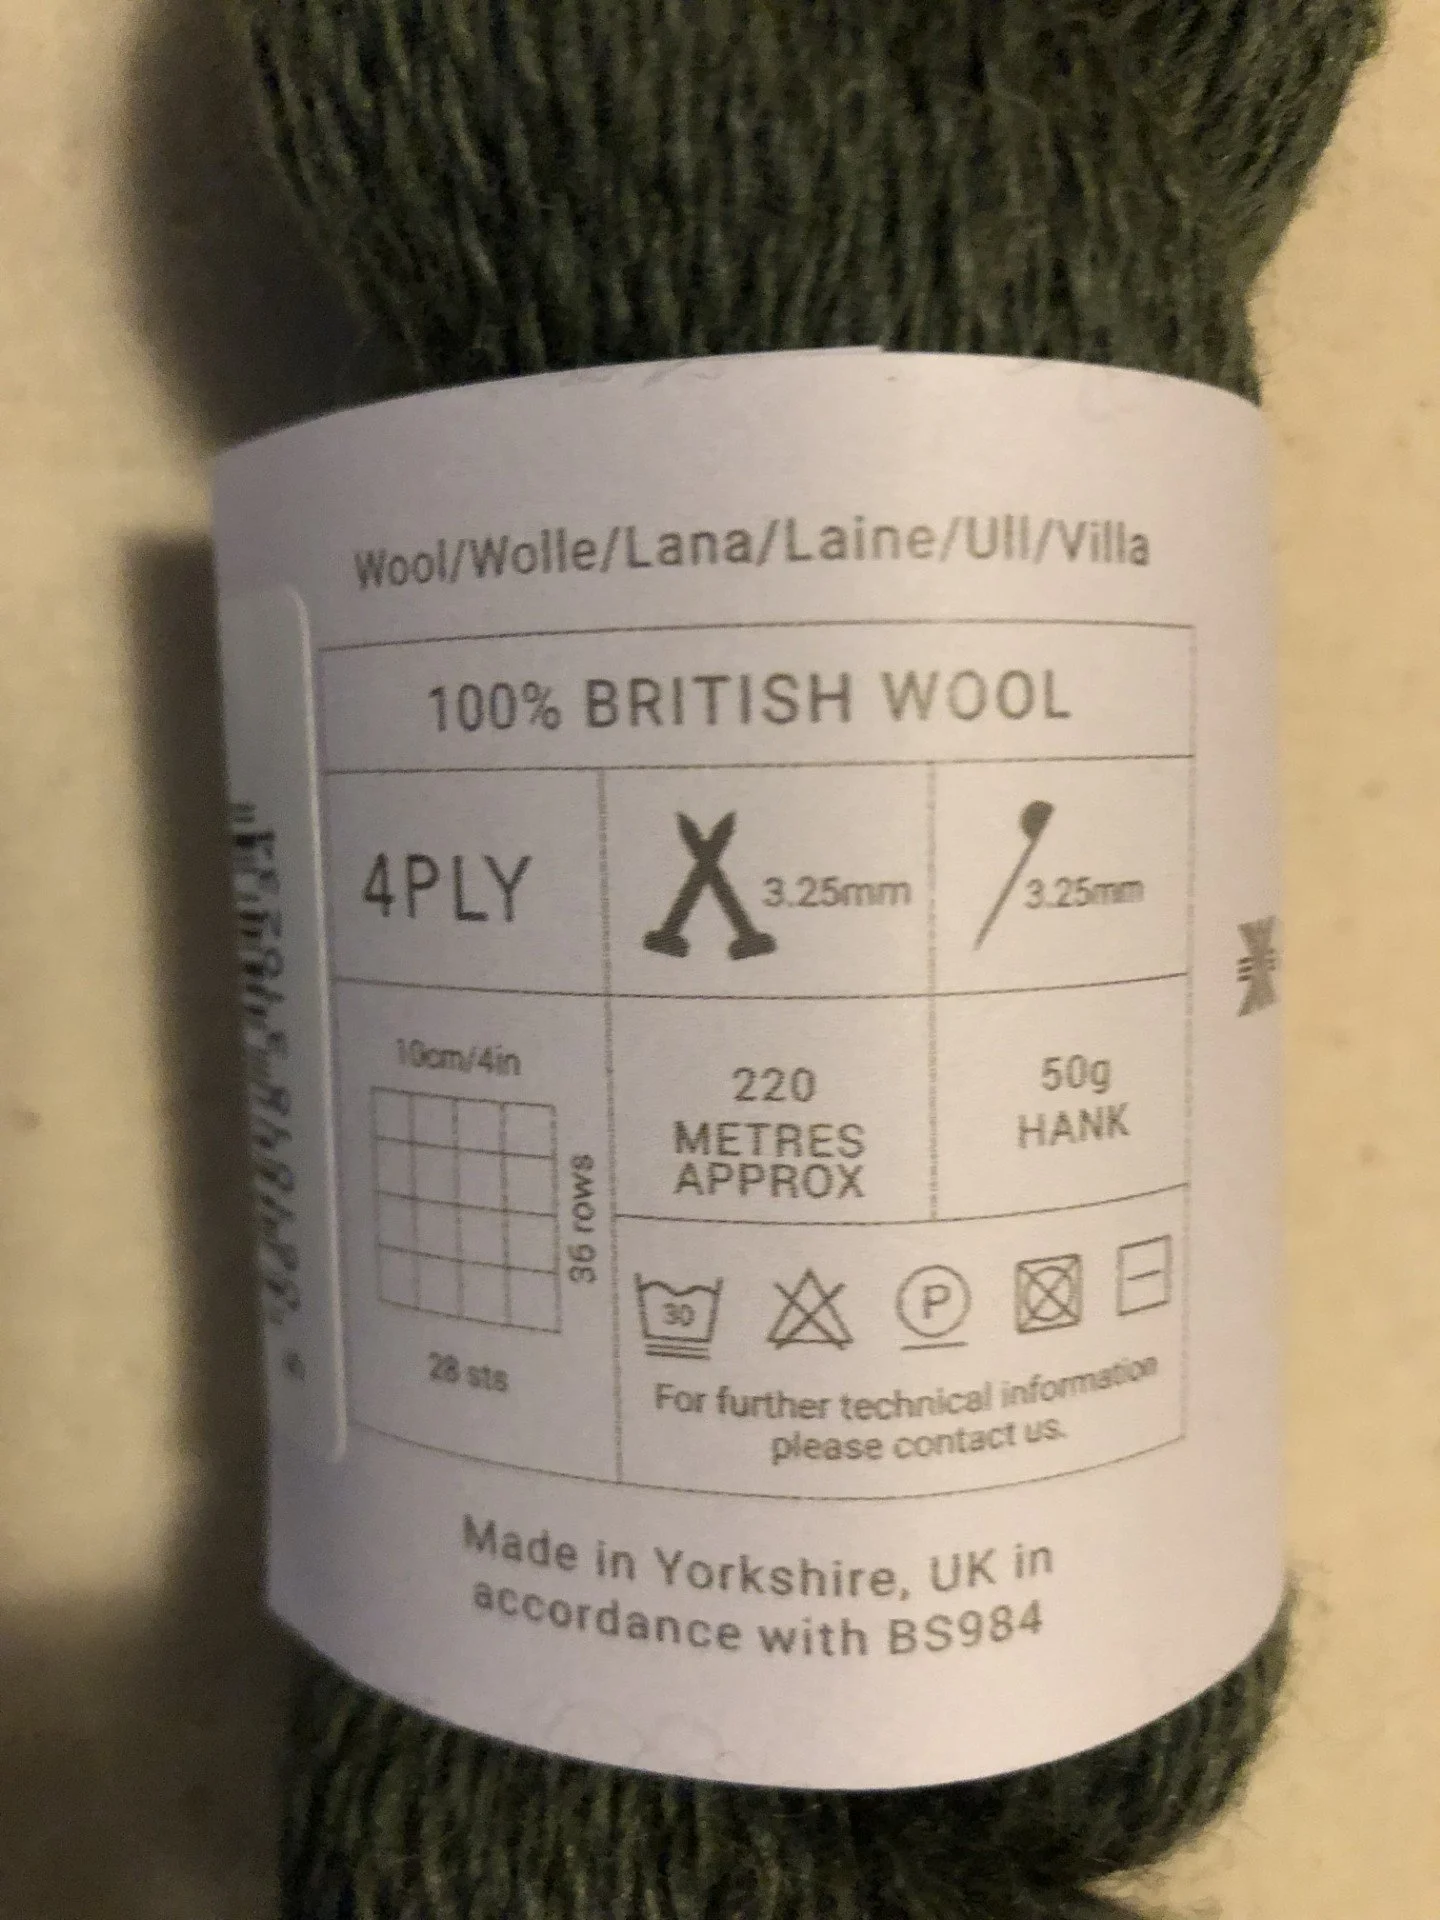 Wool/Wolle/Lana/Laine/Ull/Villa
100% BRITISH WOOL
4PLY
3.25mm
3.25mm
10cm/4in
36 rows
28 sts
220
METRES
APPROX
50g
HANK
30
P
For further technical information
please contact us.
Made in Yorkshire, UK in
accordance with BS984